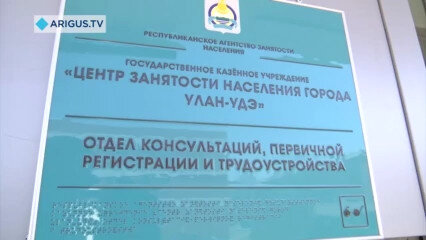 ARIGUS.TV
РЕСПУБЛИКАНСКОЕ АГЕНТСТВО ЗАНЯТОСТИ
НАСЕЛЕНИЯ
ГОСУДАРСТВЕННОЕ КАЗЁННОЕ УЧРЕЖДЕНИЕ
«ЦЕНТР ЗАНЯТОСТИ НАСЕЛЕНИЯ ГОРОДА
УЛАН-УДЭ»
ОТДЕЛ КОНСУЛЬТАЦИЙ, ПЕРВИЧНОЙ
РЕГИСТРАЦИИ И ТРУДОУСТРОЙСТВА